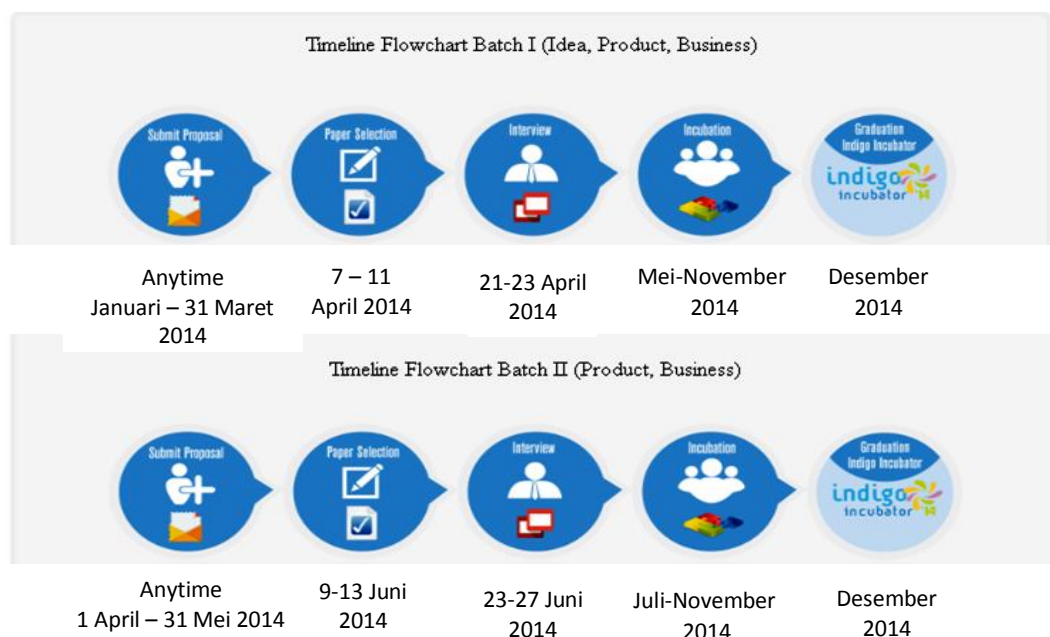 Timeline Flowchart Batch I (Idea, Product, Business)
Submit Proposal
Paper Selection
Interview
Incubation
Graduation
Indigo Incubator
indigo
incubator 14
Anytime
Januari – 31 Maret
2014
7 – 11
April 2014
21-23 April
2014
Mei-November
2014
Desember
2014
Timeline Flowchart Batch II (Product, Business)
Submit Proposal
Paper Selection
Interview
Incubation
Graduation
Indigo Incubator
indigo
incubator 14
Anytime
1 April – 31 Mei 2014
9-13 Juni
2014
23-27 Juni
2014
Juli-November
2014
Desember
2014